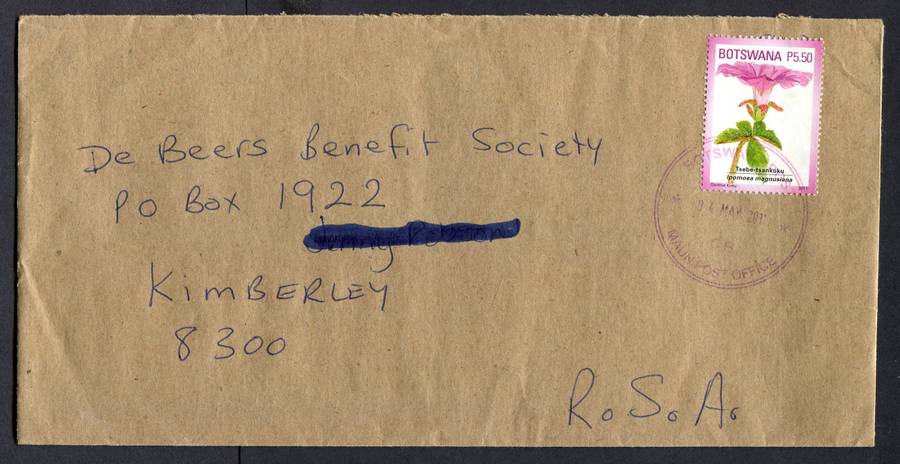 BOTSWANA P5.50
Tsebe-tsankuku
Ipomoea magnusiana
De Beers Benefit Society
PO Box 1922
KIMBERLEY
8300
R.S.A.
MAUN POST OFFICE